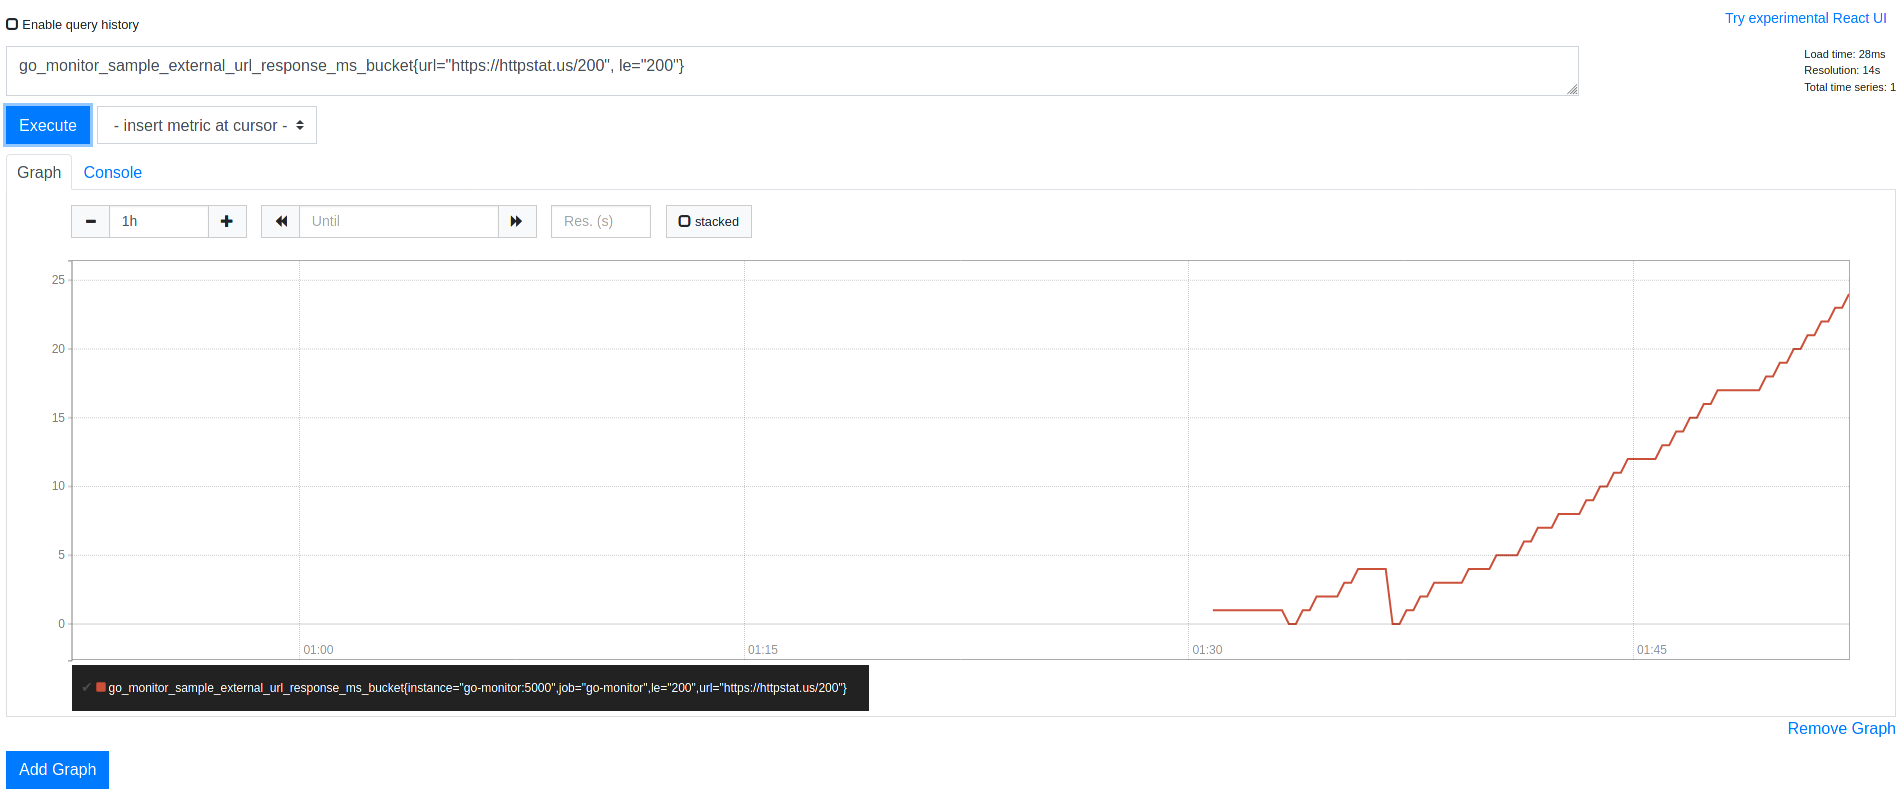 Enable query history
Try experimental React UI
go_monitor_sample_external_url_response_ms_bucket{url="https://httpstat.us/200", le="200"}
Load time: 28ms
Resolution: 14s
Total time series: 1
Execute
- insert metric at cursor -
Graph
Console
1h
Until
Res. (s)
stacked
25
20
15
10
5
0
01:00
01:15
01:30
01:45
go_monitor_sample_external_url_response_ms_bucket{instance="go-monitor:5000",job="go-monitor",le="200",url="https://httpstat.us/200"}
Remove Graph
Add Graph